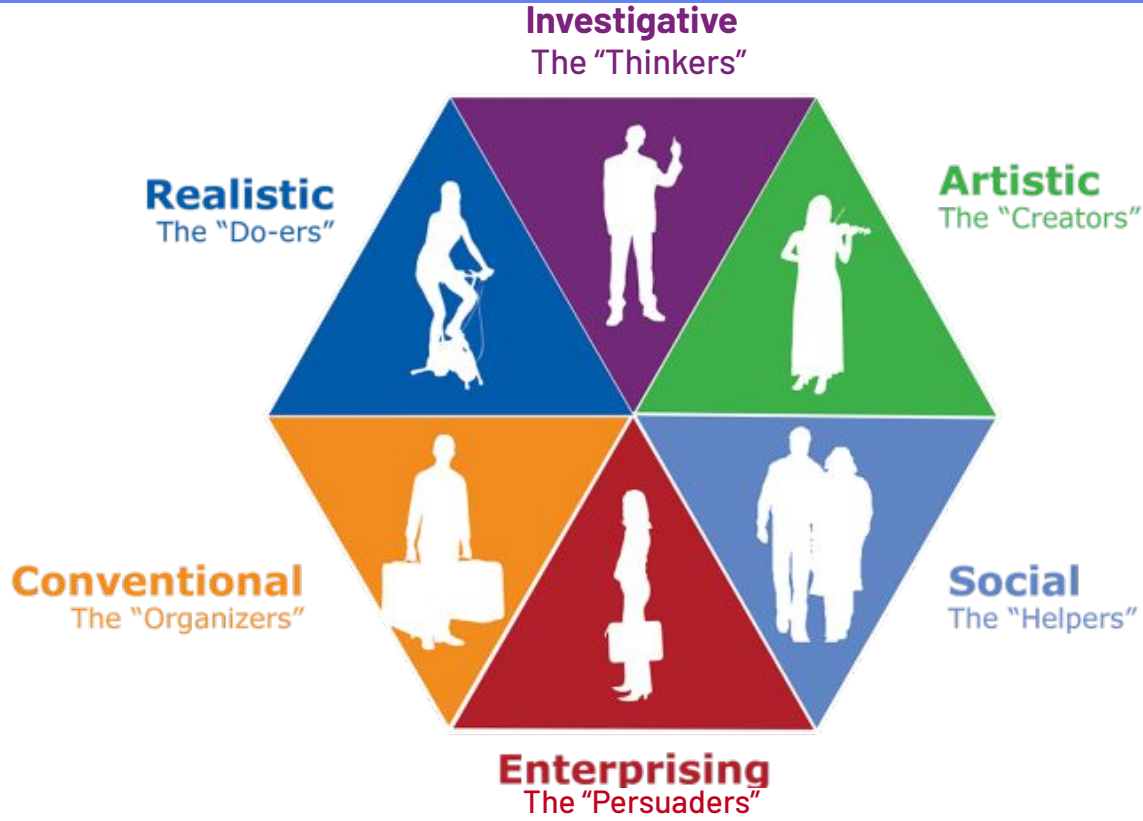 Investigative
The “Thinkers”
Realistic
The “Do-ers”
Artistic
The “Creators”
Conventional
The “Organizers”
Social
The “Helpers”
Enterprising
The “Persuaders”